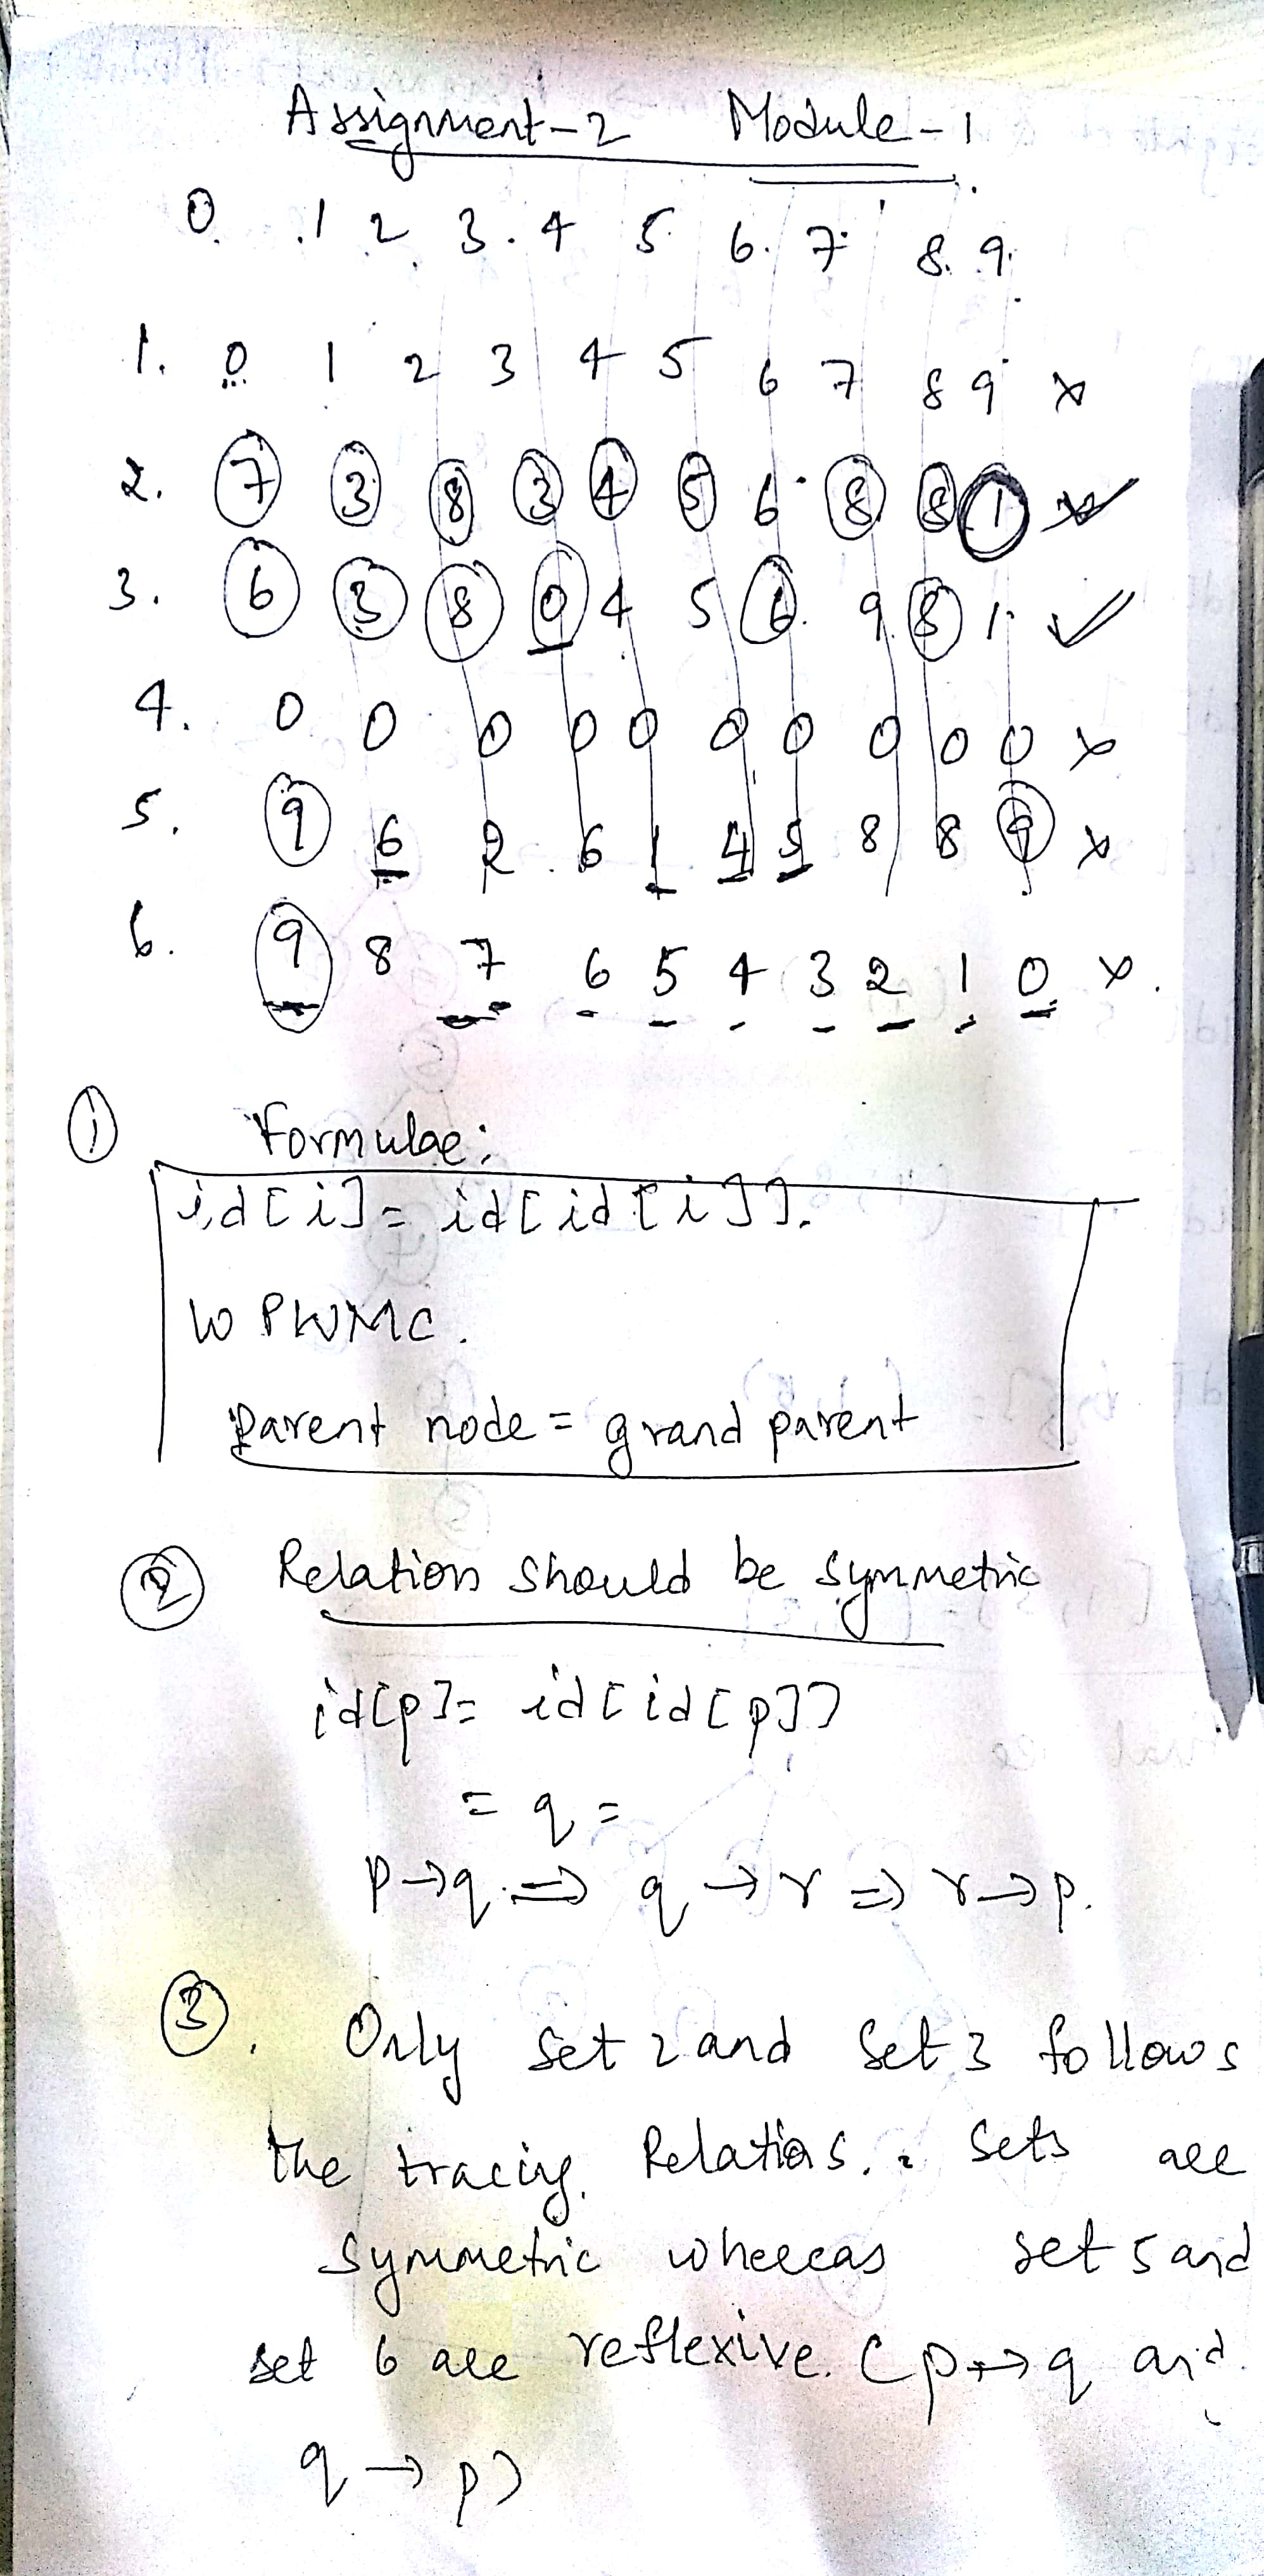 Assignment-2 Module-1
0. 1 2 3. 4 5 6. 7 8. 9.
1. 0 1 2 3 4 5 6 7 8 9 x
2. 7 3 8 3 4 5 6 8 8 1 ✓
3. 6 3 8 0 4 5 6. 9. 8 1 ✓
4. 0 0 0 0 0 0 0 0 0 0 x
5. 9 6 2 6 1 4 5 8 8 9 x
6. 9 8 7 6 5 4 3 2 1 0 x.
① Formulae:
id[i] = id[id[i]].
W PWMC.
Parent node = grand parent
② Relation should be symmetric
id[p] = id[id[p]]
= q =
p→q ⇒ q→r ⇒ r→p.
③. Only set 2 and set 3 follows
the tracing. Relations. Sets are
symmetric whereas set 5 and
set 6 are reflexive. (p→q and
q→p)